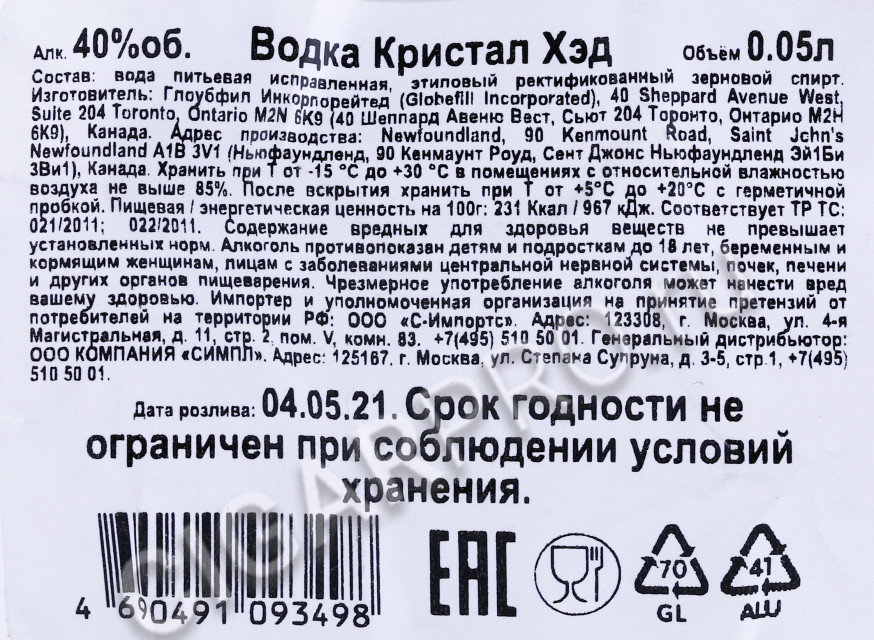 Алк. 40%об. Водка Кристал Хэд Объём 0.05л
Состав: вода питьевая исправленная, этиловый ректификованный зерновой спирт.
Изготовитель: Глоубфил Инкорпорейтед (Globefill Incorporated), 40 Sheppard Avenue West,
Suite 204 Toronto, Ontario M2N 6K9 (40 Шеппард Авеню Вест, Сьют 204 Торонто, Онтарио М2Н
6К9), Канада. Адрес производства: Newfoundland, 90 Kenmount Road, Saint John's
Newfoundland A1B 3V1 (Ньюфаундленд, 90 Кенмаунт Роуд, Сент Джонс Ньюфаундленд Эй1Би
3Ви1), Канада. Хранить при Т от -15 °С до +30 °С в помещениях с относительной влажностью
воздуха не выше 85%. После вскрытия хранить при Т от +5°С до +20°С с герметичной
пробкой. Пищевая / энергетическая ценность на 100г: 231 Ккал / 967 кДж. Соответствует ТР ТС:
021/2011; 022/2011. Содержание вредных для здоровья веществ не превышает
установленных норм. Алкоголь противопоказан детям и подросткам до 18 лет, беременным и
кормящим женщинам, лицам с заболеваниями центральной нервной системы, почек, печени
и других органов пищеварения. Чрезмерное употребление алкоголя может нанести вред
вашему здоровью. Импортер и уполномоченная организация на принятие претензий от
потребителей на территории РФ: ООО «С-Импортс». Адрес: 123308, г. Москва, ул. 4-я
Магистральная, д. 11, стр. 2, пом. V, комн. 83. +7(495) 510 50 01. Генеральный дистрибьютор:
ООО КОМПАНИЯ «СИМПЛ». Адрес: 125167, г. Москва, ул. Степана Супруна, д. 3-5, стр.1, +7(495)
510 50 01.
Дата розлива: 04.05.21. Срок годности не
ограничен при соблюдении условий
хранения.
4 690491 093498
EAC
70 41
GL ALU
CIGARPRO.RU